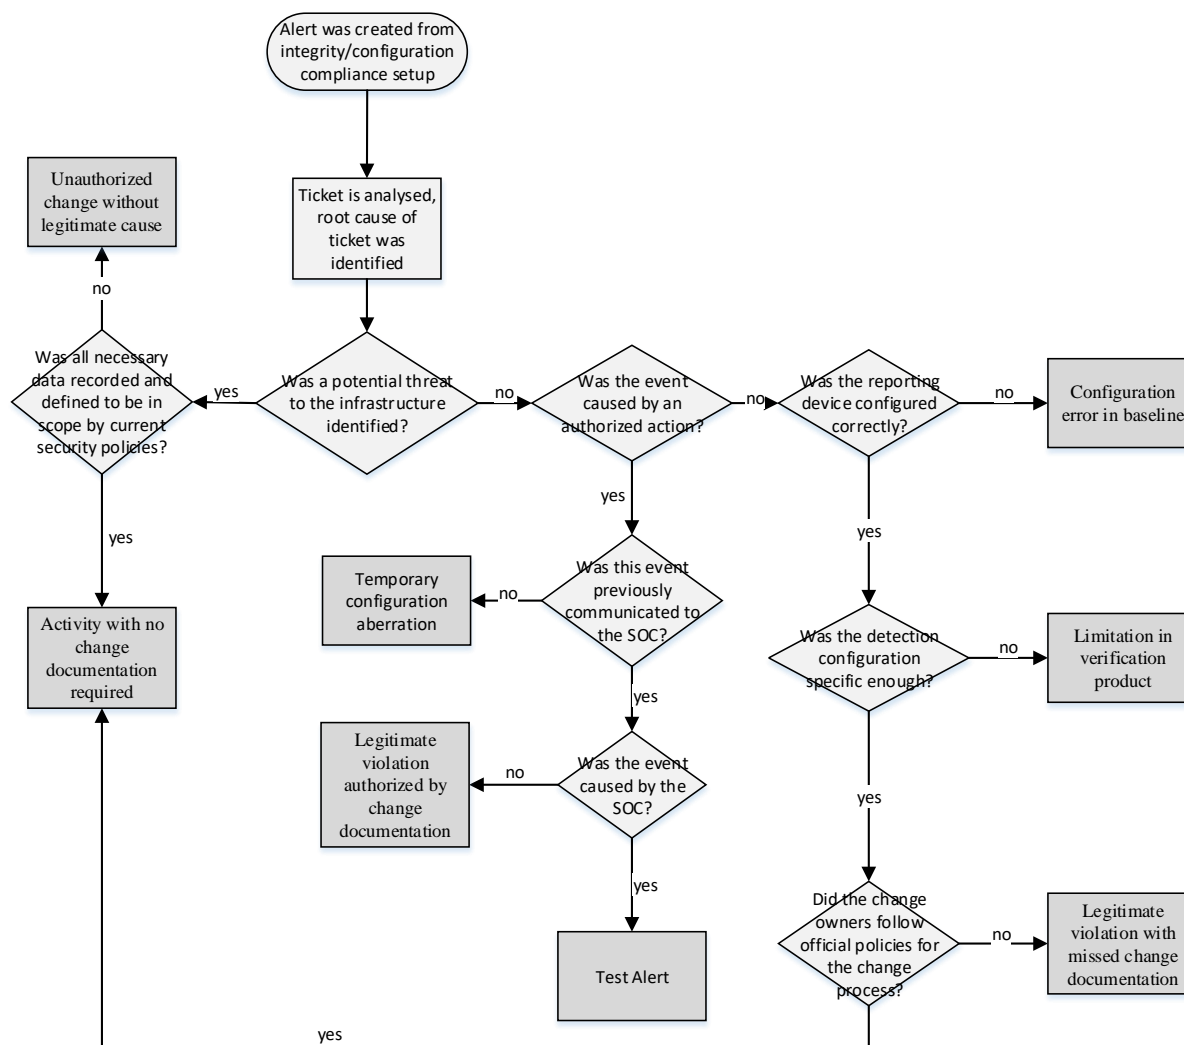 Alert was created from
integrity/configuration
compliance setup
Unauthorized
change without
legitimate cause
Ticket is analysed,
root cause of
ticket was
identified
no
Was all necessary
data recorded and
defined to be in
scope by current
security policies?
yes
Was a potential threat
to the infrastructure
identified?
no
Was the event
caused by an
authorized action?
no
Was the reporting
device configured
correctly?
no
Configuration
error in baseline
yes
yes
yes
Temporary
configuration
aberration
no
Was this event
previously
communicated to
the SOC?
Activity with no
change
documentation
required
Was the detection
configuration
specific enough?
no
Limitation in
verification
product
yes
Legitimate
violation
authorized by
change
documentation
no
Was the event
caused by the
SOC?
yes
yes
Did the change
owners follow
official policies for
the change
process?
no
Legitimate
violation with
missed change
documentation
Test Alert
yes